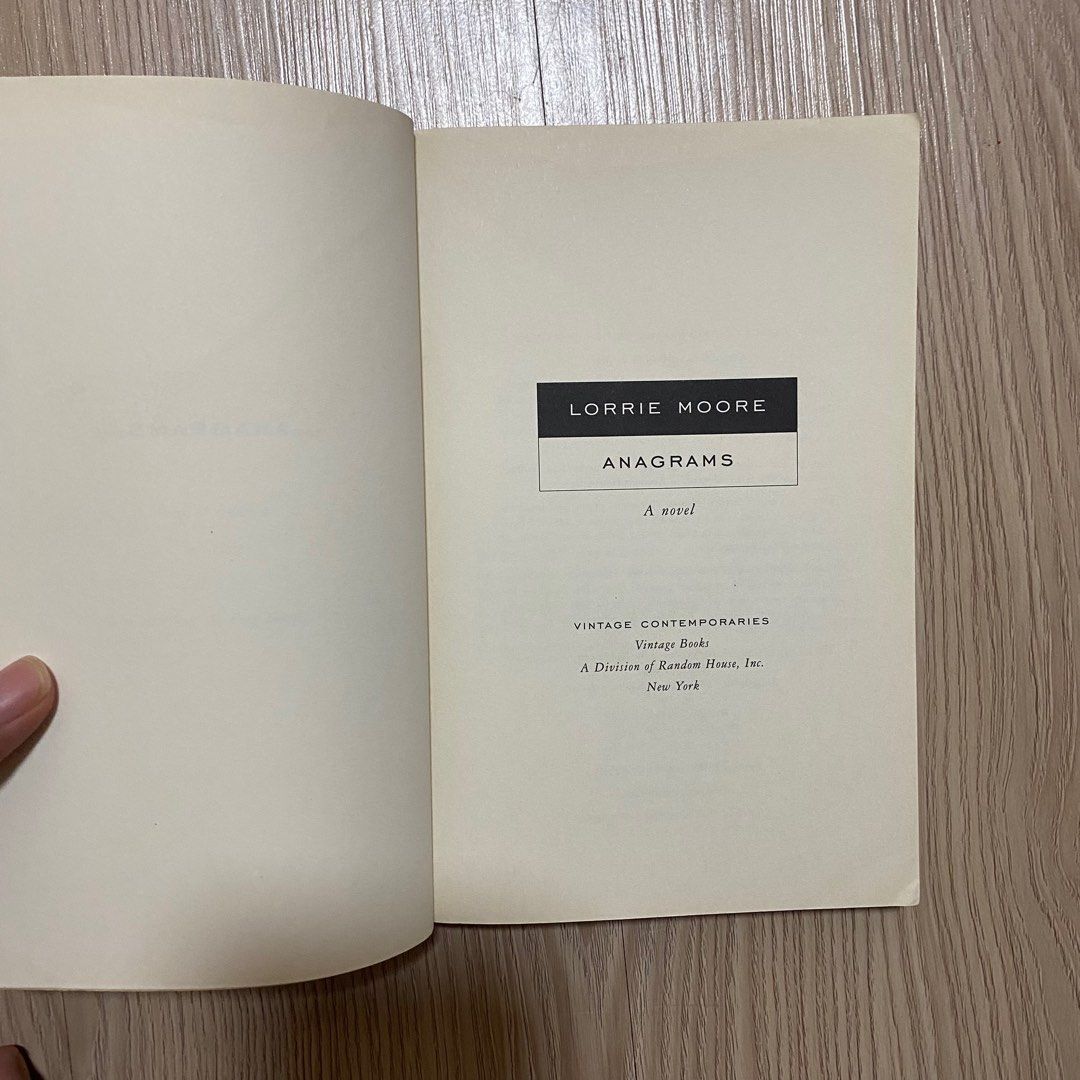 LORRIE MOORE
ANAGRAMS
A novel
VINTAGE CONTEMPORARIES
Vintage Books
A Division of Random House, Inc.
New York